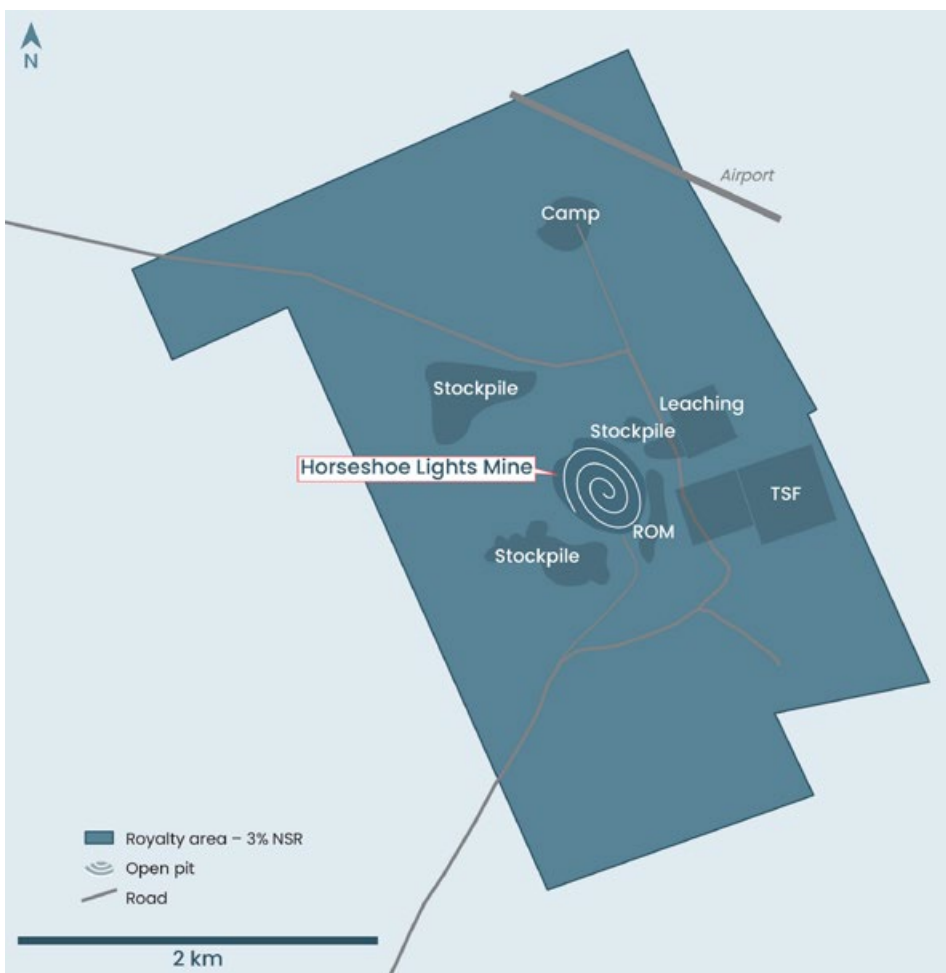 N
Airport
Camp
Stockpile
Leaching
Stockpile
Horseshoe Lights Mine
TSF
ROM
Stockpile
Royalty area – 3% NSR
Open pit
Road
2 km